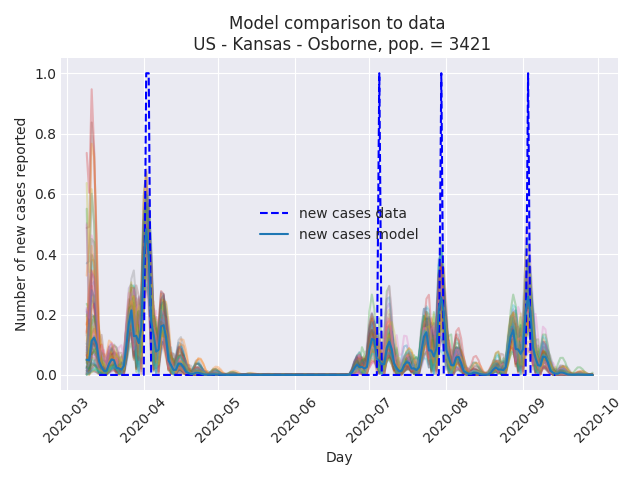 Model comparison to data
US - Kansas - Osborne, pop. = 3421
Number of new cases reported
1.0
0.8
0.6
0.4
0.2
0.0
new cases data
new cases model
2020-03
2020-04
2020-05
2020-06
2020-07
2020-08
2020-09
2020-10
Day